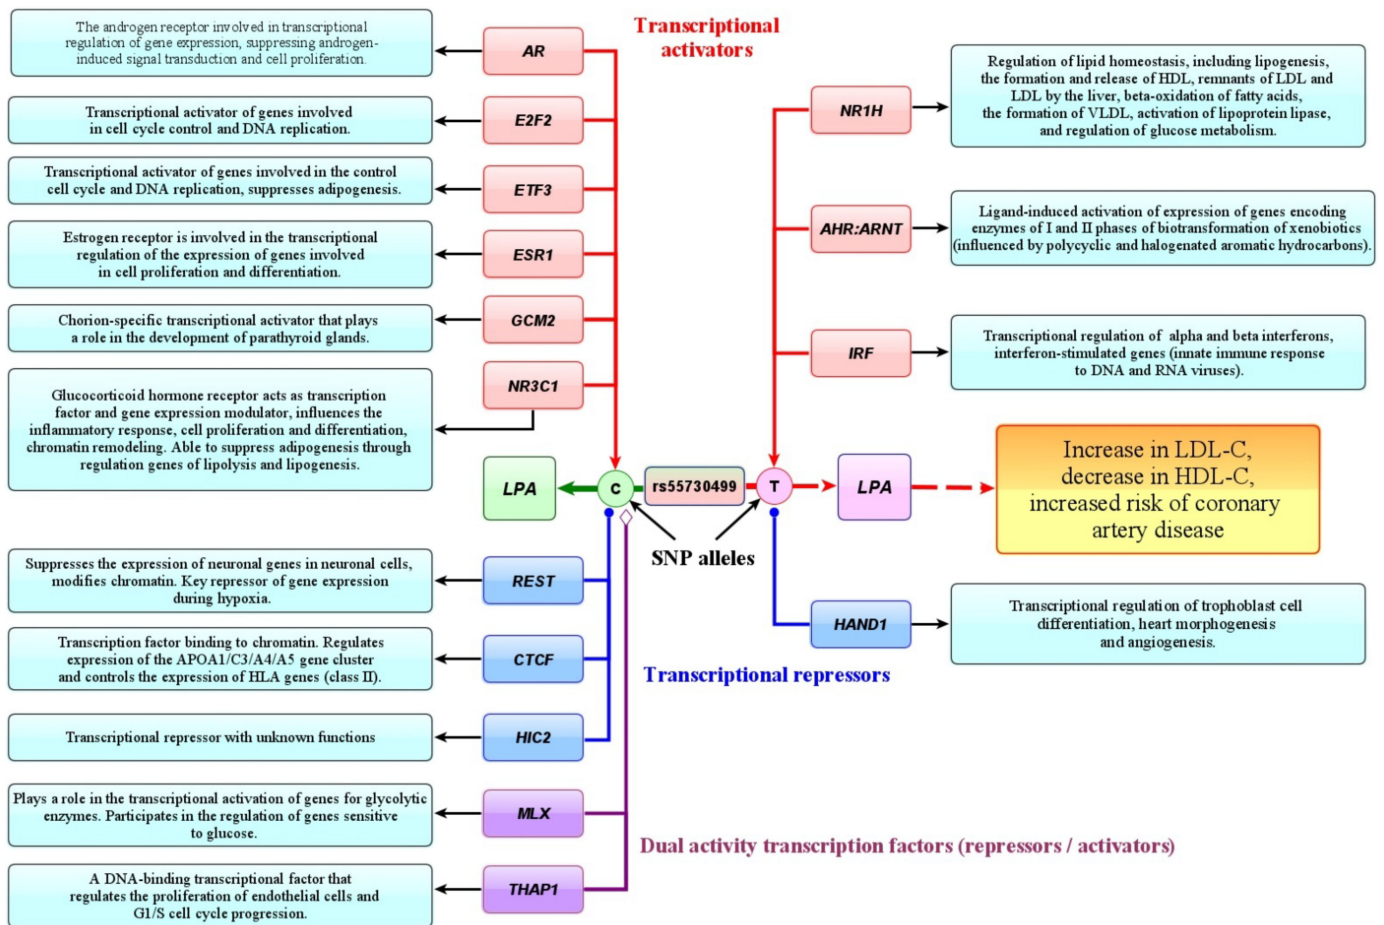 The androgen receptor involved in transcriptional
regulation of gene expression, suppressing androgen-
induced signal transduction and cell proliferation.
AR
Transcriptional
activators
Transcriptional activator of genes involved
in cell cycle control and DNA replication.
E2F2
Transcriptional activator of genes involved in the control
cell cycle and DNA replication, suppresses adipogenesis.
ETF3
Estrogen receptor is involved in the transcriptional
regulation of the expression of genes involved
in cell proliferation and differentiation.
ESR1
Chorion-specific transcriptional activator that plays
a role in the development of parathyroid glands.
GCM2
Glucocorticoid hormone receptor acts as transcription
factor and gene expression modulator, influences the
inflammatory response, cell proliferation and differentiation,
chromatin remodeling. Able to suppress adipogenesis through
regulation genes of lipolysis and lipogenesis.
NR3C1
NR1H
Regulation of lipid homeostasis, including lipogenesis,
the formation and release of HDL, remnants of LDL and
LDL by the liver, beta-oxidation of fatty acids,
the formation of VLDL, activation of lipoprotein lipase,
and regulation of glucose metabolism.
AHR:ARNT
Ligand-induced activation of expression of genes encoding
enzymes of I and II phases of biotransformation of xenobiotics
(influenced by polycyclic and halogenated aromatic hydrocarbons).
IRF
Transcriptional regulation of alpha and beta interferons,
interferon-stimulated genes (innate immune response
to DNA and RNA viruses).
LPA
C
rs55730499
T
LPA
Increase in LDL-C,
decrease in HDL-C,
increased risk of coronary
artery disease
SNP alleles
Suppresses the expression of neuronal genes in neuronal cells,
modifies chromatin. Key repressor of gene expression
during hypoxia.
REST
Transcription factor binding to chromatin. Regulates
expression of the APOA1/C3/A4/A5 gene cluster
and controls the expression of HLA genes (class II).
CTCF
Transcriptional repressor with unknown functions
HIC2
HAND1
Transcriptional regulation of trophoblast cell
differentiation, heart morphogenesis
and angiogenesis.
Transcriptional repressors
Plays a role in the transcriptional activation of genes for glycolytic
enzymes. Participates in the regulation of genes sensitive
to glucose.
MLX
Dual activity transcription factors (repressors / activators)
A DNA-binding transcriptional factor that
regulates the proliferation of endothelial cells and
G1/S cell cycle progression.
THAP1